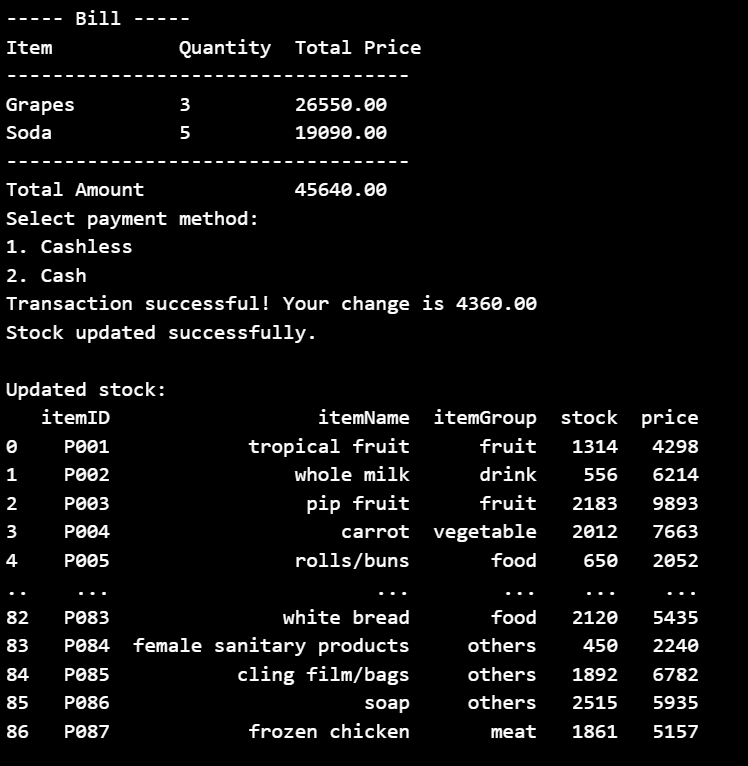 ----- Bill -----
Item           Quantity  Total Price
-----------------------------------
Grapes         3         26550.00
Soda           5         19090.00
-----------------------------------
Total Amount             45640.00
Select payment method:
1. Cashless
2. Cash
Transaction successful! Your change is 4360.00
Stock updated successfully.

Updated stock:
   itemID                  itemName  itemGroup  stock  price
0    P001            tropical fruit      fruit   1314   4298
1    P002                whole milk      drink    556   6214
2    P003                 pip fruit      fruit   2183   9893
3    P004                    carrot  vegetable   2012   7663
4    P005                rolls/buns       food    650   2052
..    ...                       ...        ...    ...    ...
82   P083               white bread       food   2120   5435
83   P084  female sanitary products     others    450   2240
84   P085           cling film/bags     others   1892   6782
85   P086                      soap     others   2515   5935
86   P087            frozen chicken       meat   1861   5157